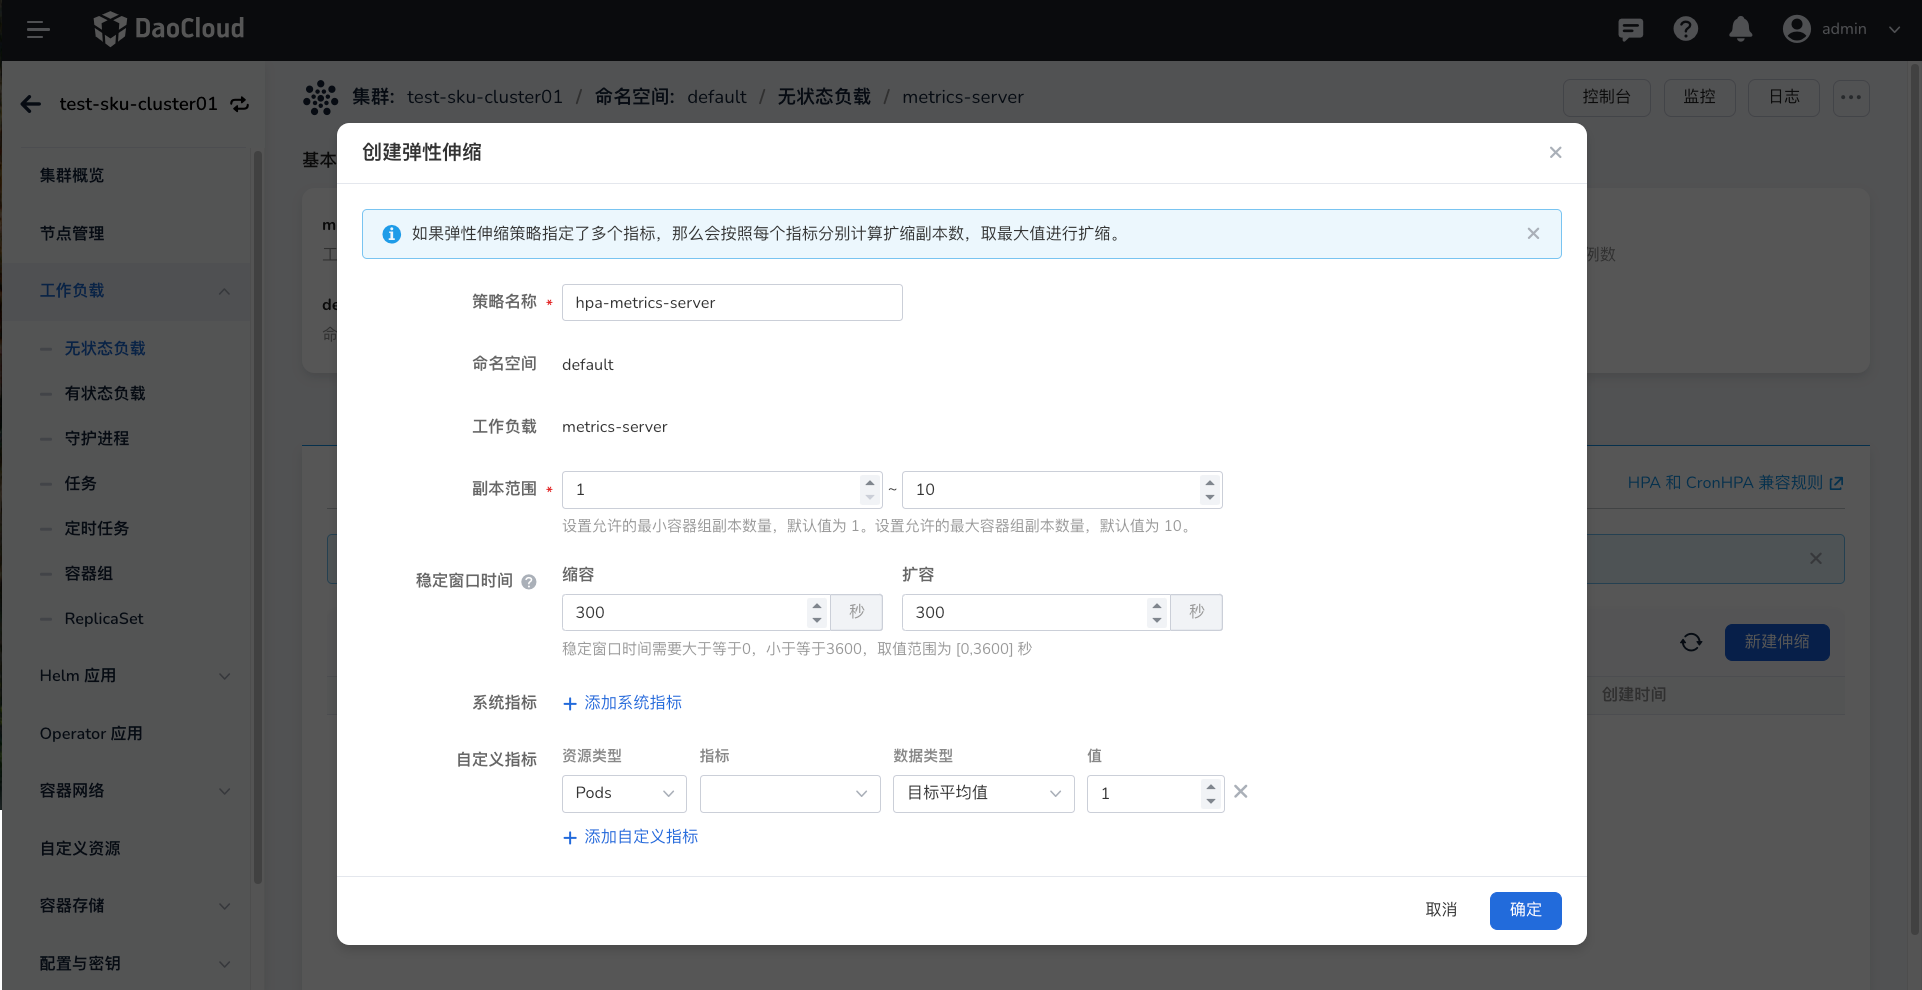 DaoCloud
admin
test-sku-cluster01
集群: test-sku-cluster01 / 命名空间: default / 无状态负载 / metrics-server
控制台
监控
日志
基本
集群概览
节点管理
工作负载
无状态负载
有状态负载
守护进程
任务
定时任务
容器组
ReplicaSet
Helm 应用
Operator 应用
容器网络
自定义资源
容器存储
配置与密钥
创建弹性伸缩
如果弹性伸缩策略指定了多个指标，那么会按照每个指标分别计算扩缩副本数，取最大值进行扩缩。
策略名称 * hpa-metrics-server
命名空间 default
工作负载 metrics-server
副本范围 * 1 ~ 10
设置允许的最小容器组副本数量，默认值为 1。设置允许的最大容器组副本数量，默认值为 10。
稳定窗口时间 缩容 扩容
300 秒 300 秒
稳定窗口时间需要大于等于0，小于等于3600，取值范围为 [0,3600] 秒
系统指标 + 添加系统指标
自定义指标 资源类型 指标 数据类型 值
Pods 目标平均值 1
+ 添加自定义指标
取消 确定
例数
HPA 和 CronHPA 兼容规则
新建伸缩
创建时间